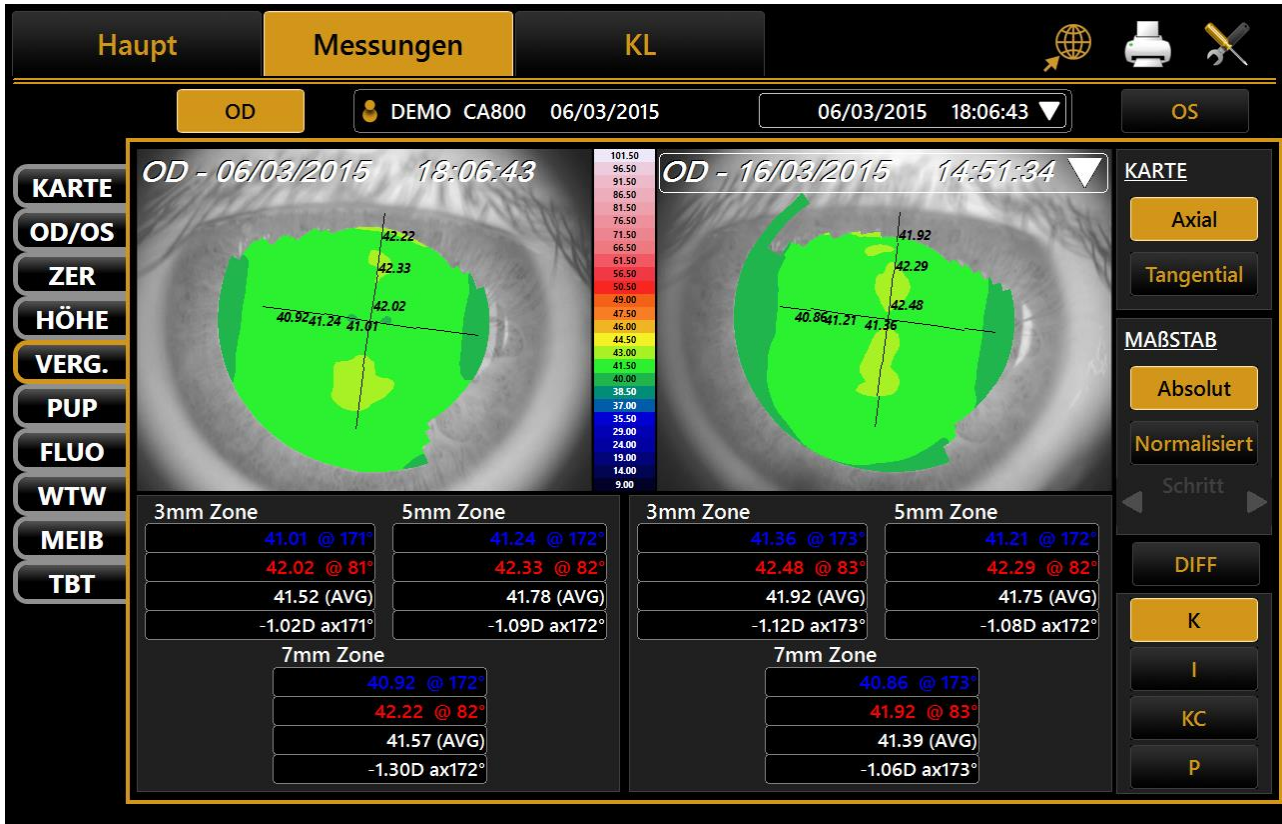 Haupt
Messungen
KL
OD
DEMO CA800 06/03/2015
06/03/2015 18:06:43
OS
KARTE
OD/OS
ZER
HÖHE
VERG.
PUP
FLUO
WTW
MEIB
TBT
OD - 06/03/2015 18:06:43
42.22
42.33
42.02
40.92
41.24
41.01
101.50
96.50
91.50
86.50
81.50
76.50
71.50
66.50
61.50
56.50
50.50
49.00
47.50
46.00
44.50
43.00
41.50
40.00
38.50
37.00
35.50
29.00
24.00
19.00
14.00
9.00
OD - 16/03/2015 14:51:34
41.92
42.29
42.48
40.86
41.21
41.36
3mm Zone
41.01 @ 171°
42.02 @ 81°
41.52 (AVG)
-1.02D ax171°
5mm Zone
41.24 @ 172°
42.33 @ 82°
41.78 (AVG)
-1.09D ax172°
7mm Zone
40.92 @ 172°
42.22 @ 82°
41.57 (AVG)
-1.30D ax172°
3mm Zone
41.36 @ 173°
42.48 @ 83°
41.92 (AVG)
-1.12D ax173°
5mm Zone
41.21 @ 172°
42.29 @ 82°
41.75 (AVG)
-1.08D ax172°
7mm Zone
40.86 @ 173°
41.92 @ 83°
41.39 (AVG)
-1.06D ax173°
KARTE
Axial
Tangential
MAßSTAB
Absolut
Normalisiert
Schritt
DIFF
K
I
KC
P